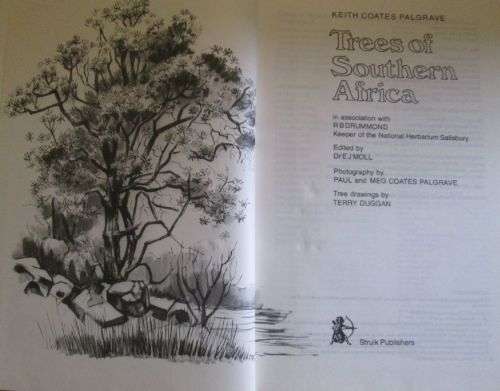 KEITH COATES PALGRAVE
Trees of
Southern
Africa
in association with
R B DRUMMOND
Keeper of the National Herbarium Salisbury
Edited by
Dr E J MOLL
Photography by
PAUL and MEG COATES PALGRAVE
Tree drawings by
TERRY DUGGAN
Struik Publishers